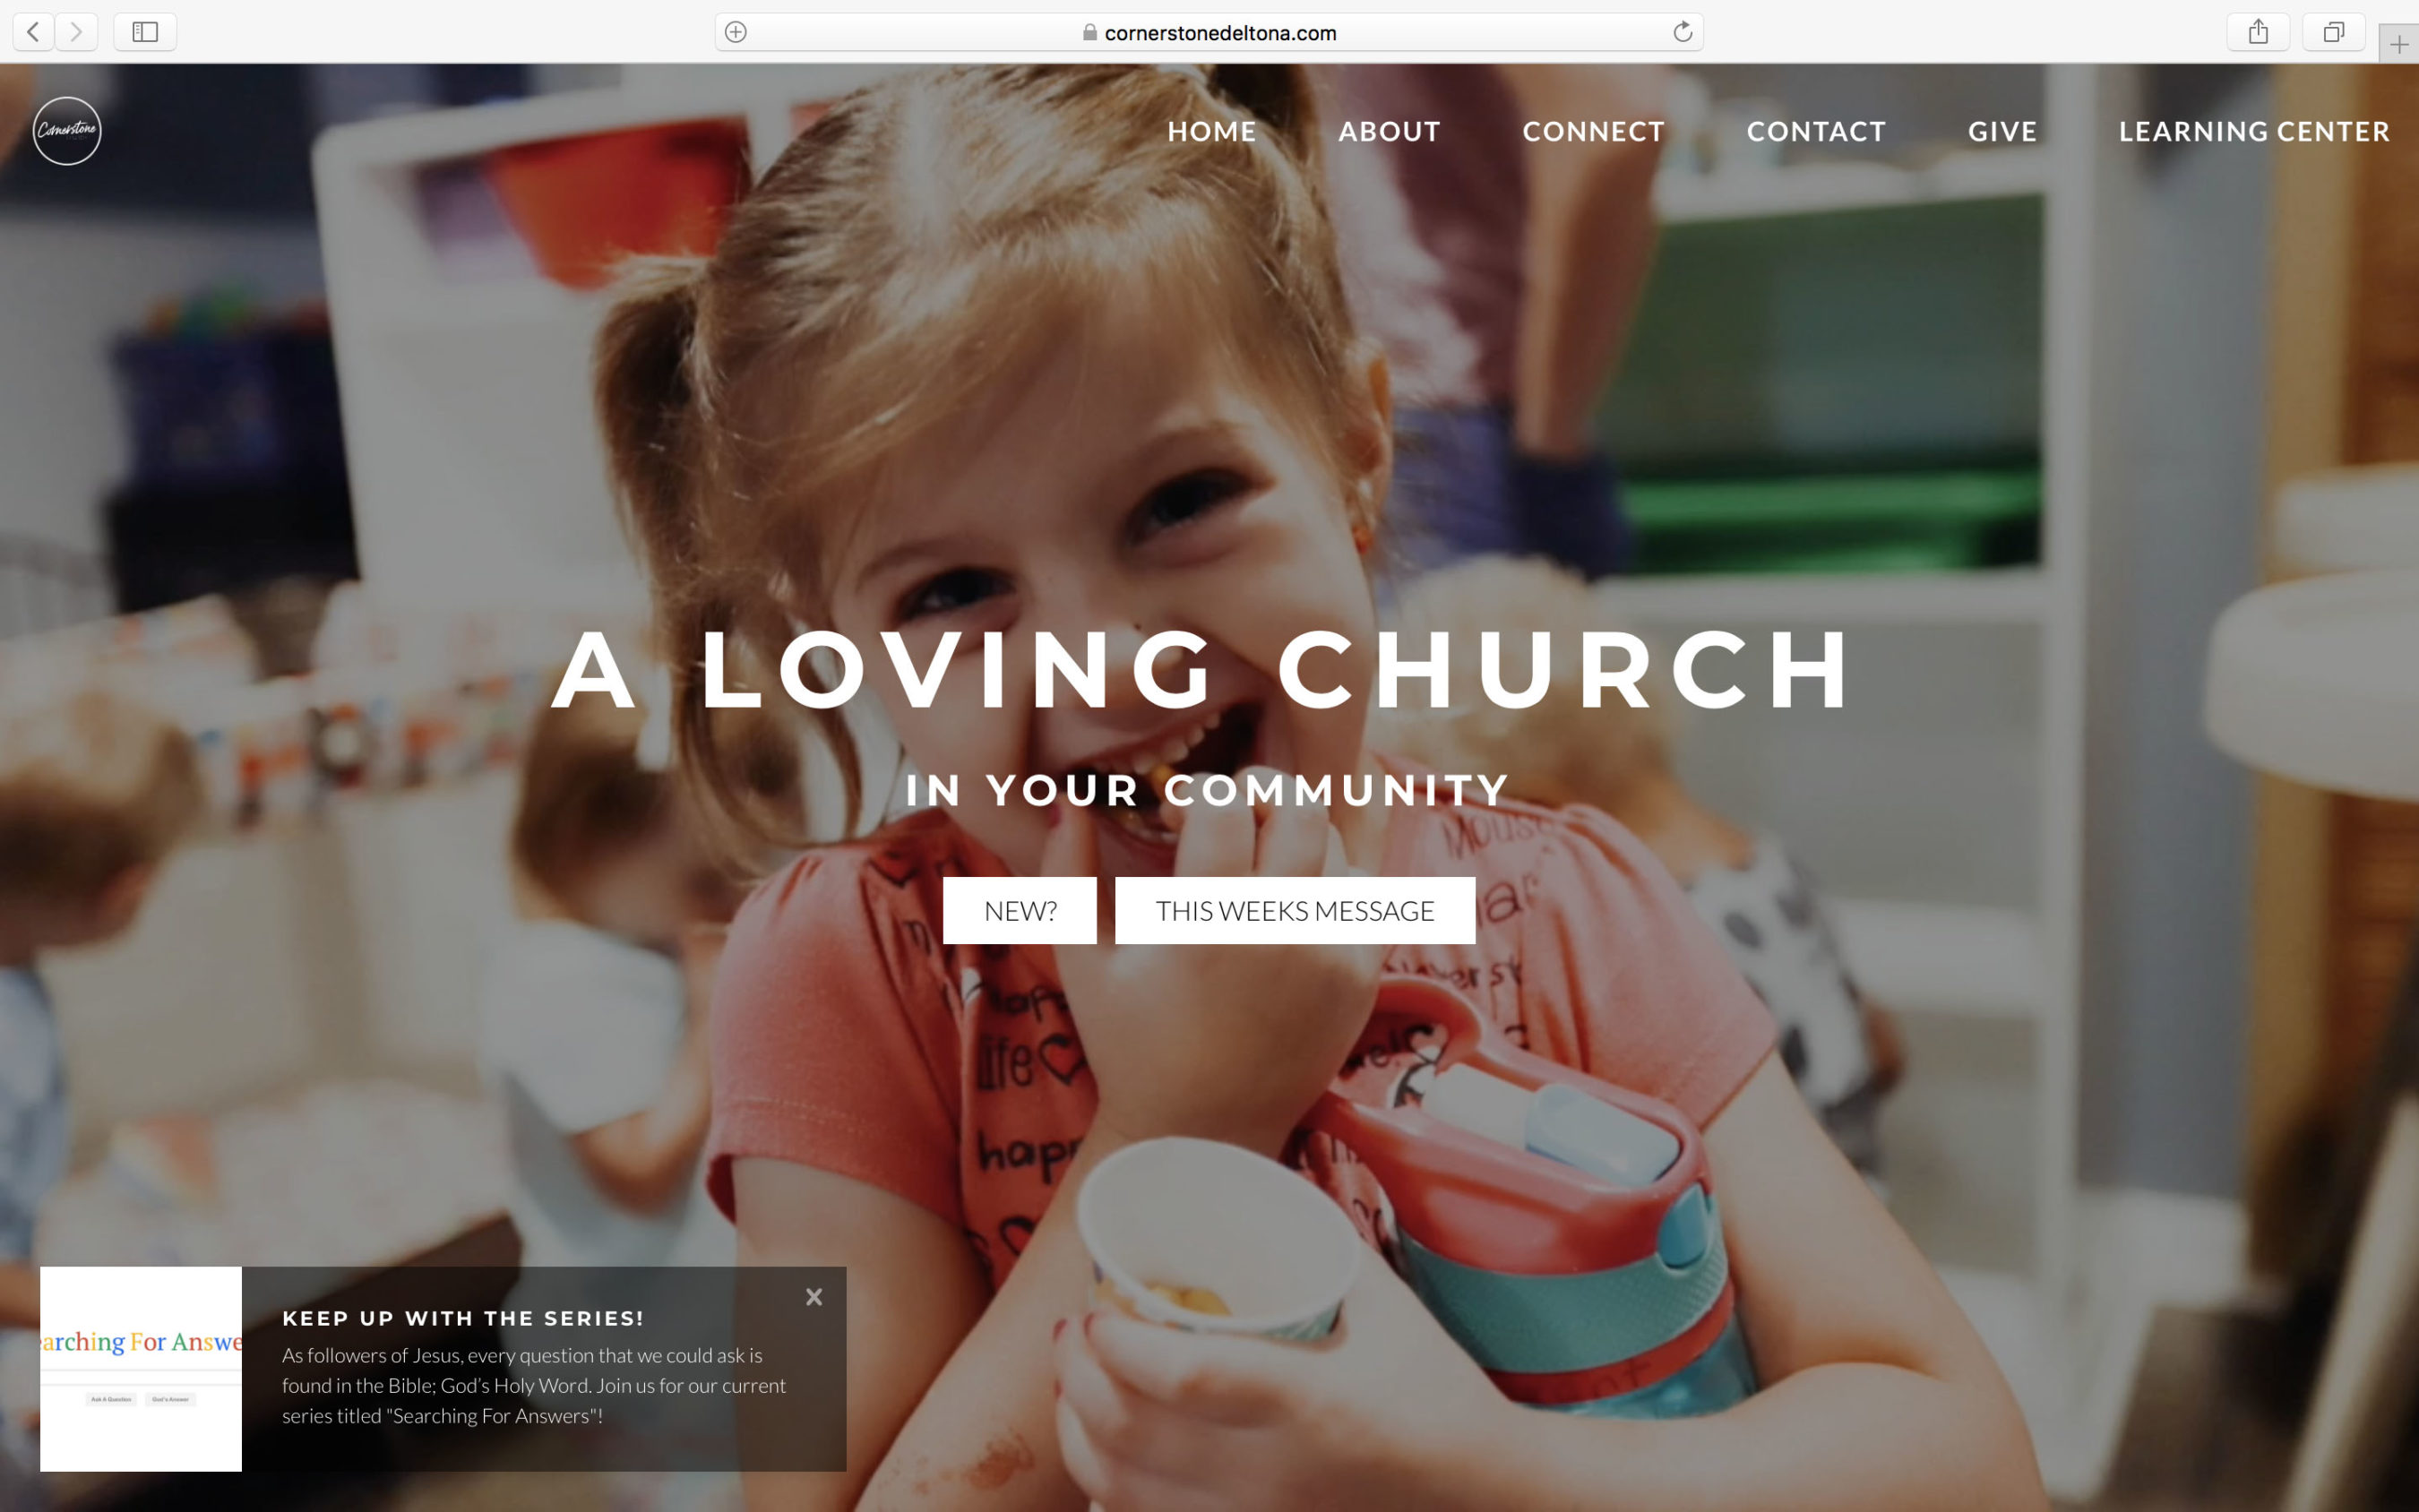 cornerstonedeltona.com
Cornerstone
HOME ABOUT CONNECT CONTACT GIVE LEARNING CENTER
A LOVING CHURCH
IN YOUR COMMUNITY
NEW? THIS WEEKS MESSAGE
life
KEEP UP WITH THE SERIES!
As followers of Jesus, every question that we could ask is
found in the Bible; God's Holy Word. Join us for our current
series titled "Searching For Answers"!
arching For Answe
Ask A Question God's Answer